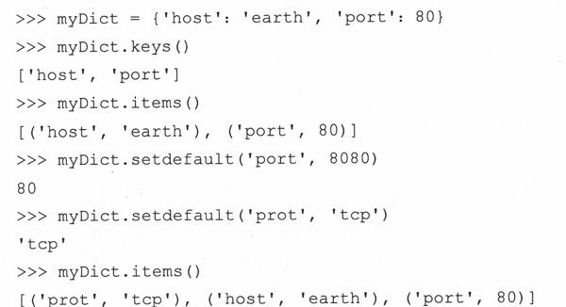 >>> myDict = {'host': 'earth', 'port': 80}
>>> myDict.keys()
['host', 'port']
>>> myDict.items()
[('host', 'earth'), ('port', 80)]
>>> myDict.setdefault('port', 8080)
80
>>> myDict.setdefault('prot', 'tcp')
'tcp'
>>> myDict.items()
[('prot', 'tcp'), ('host', 'earth'), ('port', 80)]